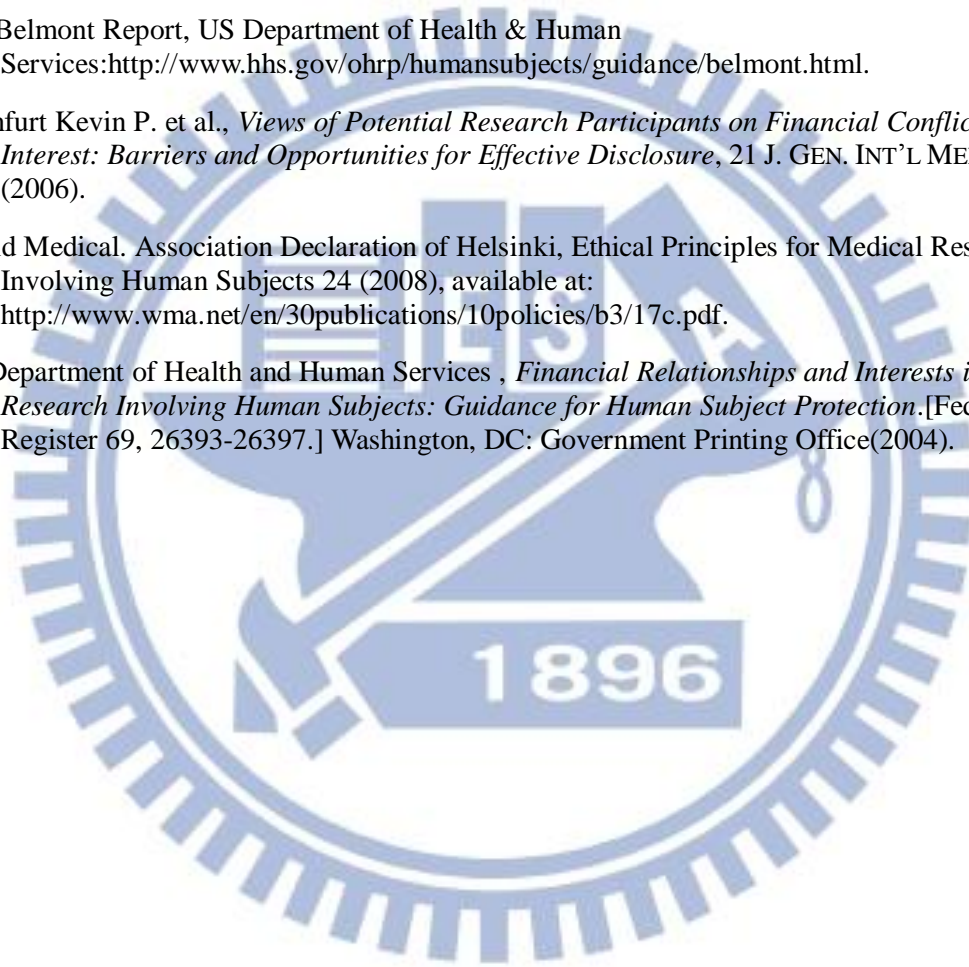 Belmont Report, US Department of Health & Human
Services:http://www.hhs.gov/ohrp/humansubjects/guidance/belmont.html.
nfurt Kevin P. et al., Views of Potential Research Participants on Financial Conflic
Interest: Barriers and Opportunities for Effective Disclosure, 21 J. GEN. INT’L ME
(2006).
ld Medical. Association Declaration of Helsinki, Ethical Principles for Medical Res
Involving Human Subjects 24 (2008), available at:
http://www.wma.net/en/30publications/10policies/b3/17c.pdf.
Department of Health and Human Services , Financial Relationships and Interests i
Research Involving Human Subjects: Guidance for Human Subject Protection.[Fed
Register 69, 26393-26397.] Washington, DC: Government Printing Office(2004).
E S A
1896